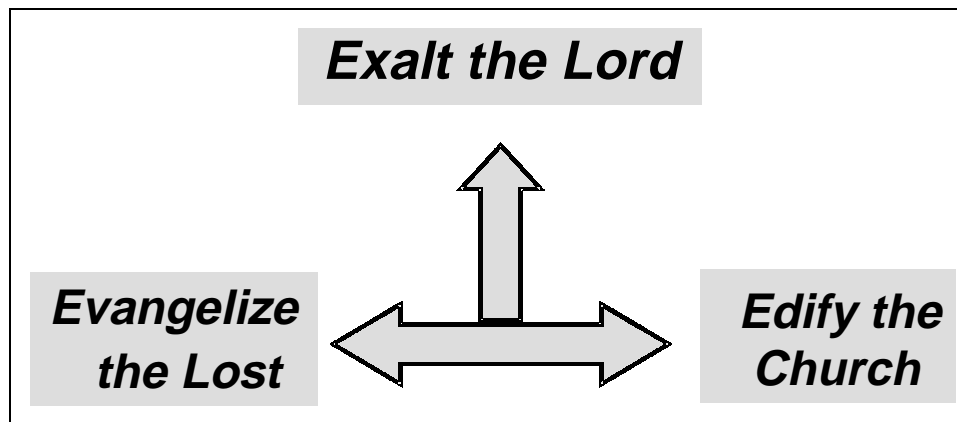 Exalt the Lord
Evangelize
the Lost
Edify the
Church